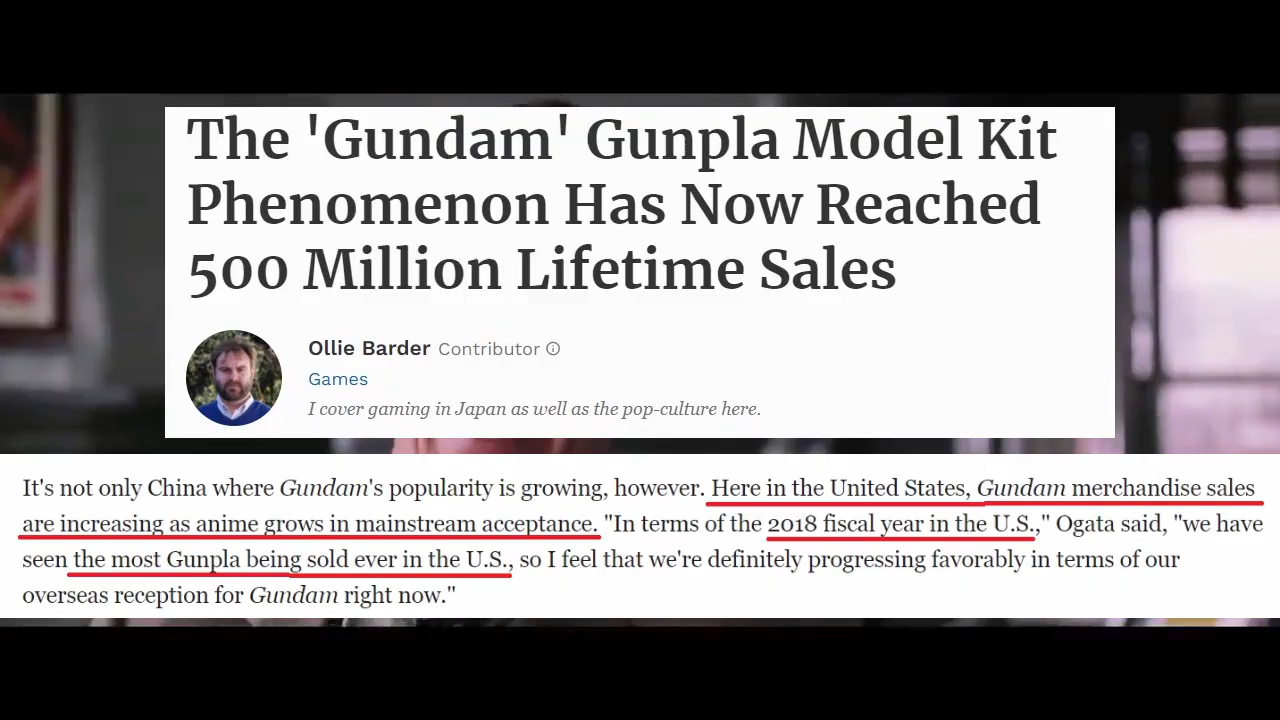 The 'Gundam' Gunpla Model Kit
Phenomenon Has Now Reached
500 Million Lifetime Sales
Ollie Barder Contributor
Games
I cover gaming in Japan as well as the pop-culture here.
It's not only China where Gundam's popularity is growing, however. Here in the United States, Gundam merchandise sales
are increasing as anime grows in mainstream acceptance. "In terms of the 2018 fiscal year in the U.S.," Ogata said, "we have
seen the most Gunpla being sold ever in the U.S., so I feel that we're definitely progressing favorably in terms of our
overseas reception for Gundam right now."